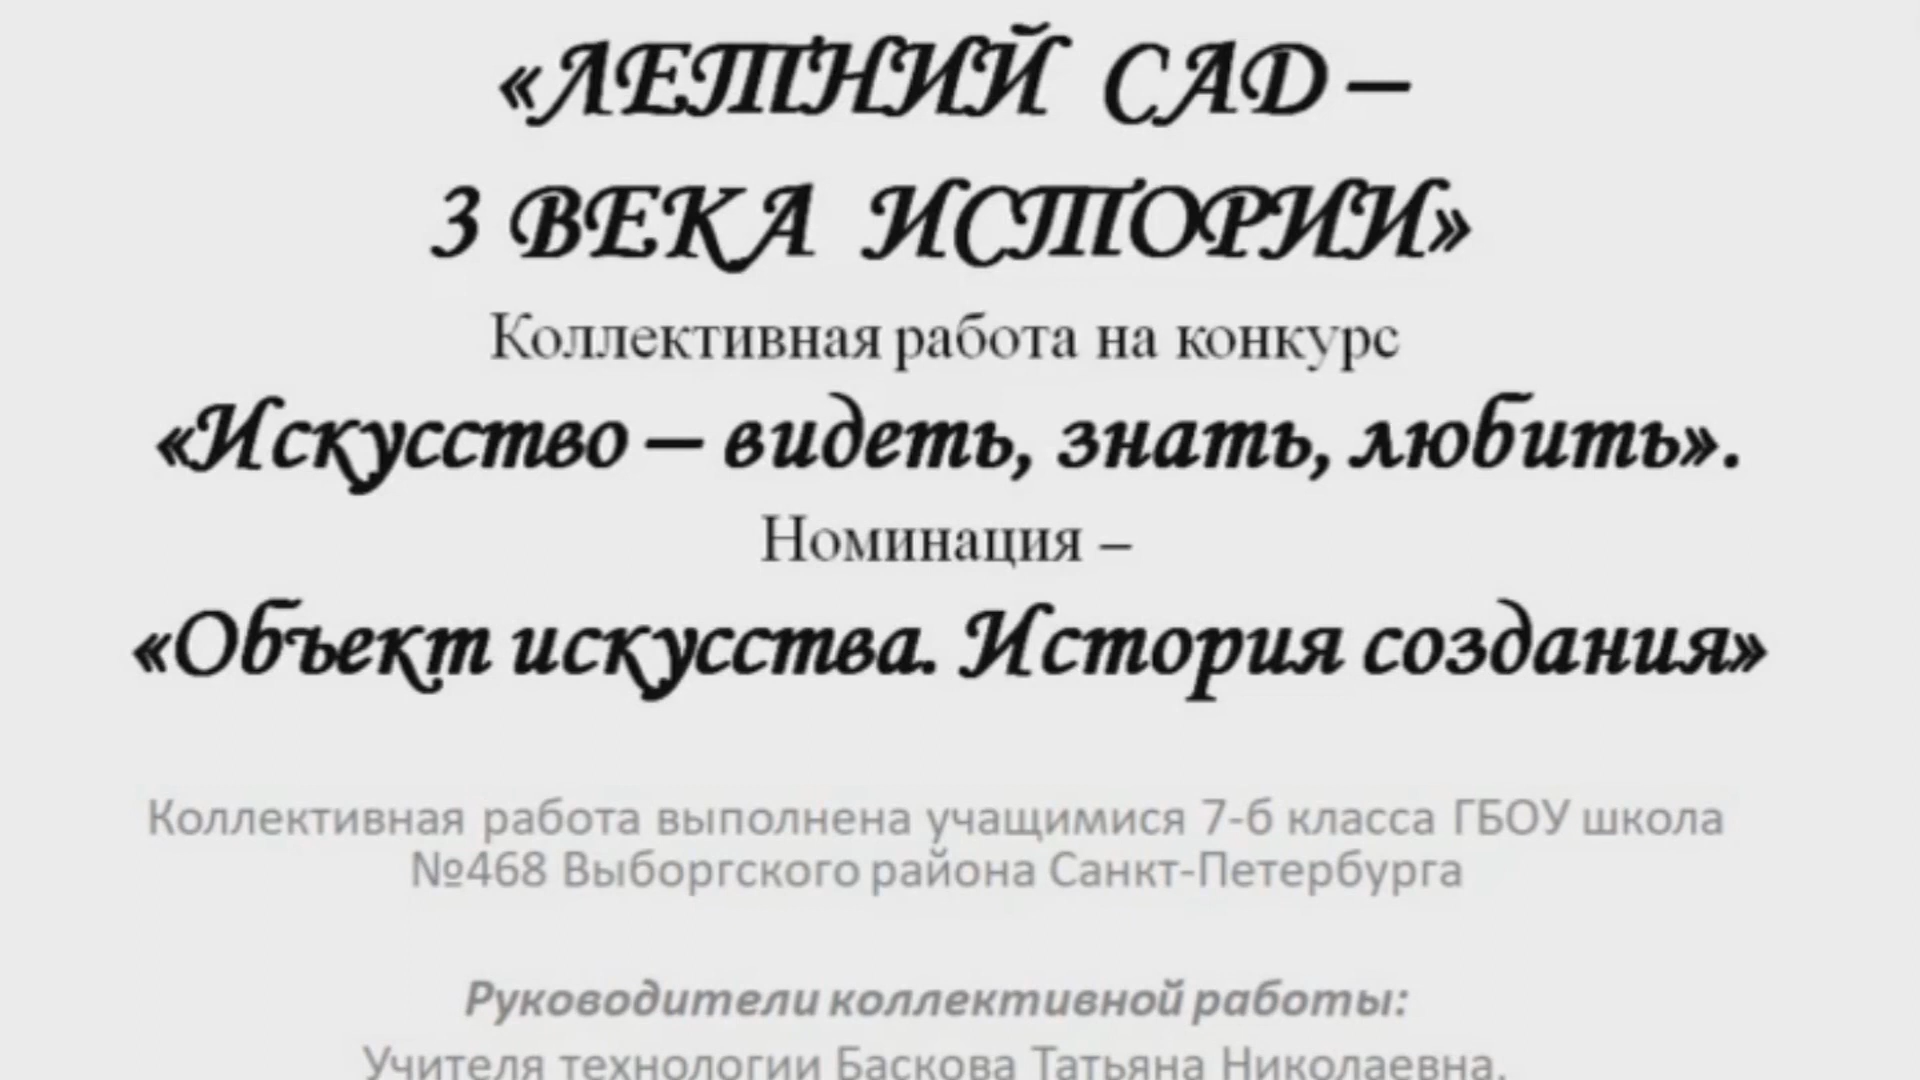 «ЛЕТНИЙ САД –
3 ВЕКА ИСТОРИИ»
Коллективная работа на конкурс
«Искусство – видеть, знать, любить».
Номинация –
«Объект искусства. История создания»
Коллективная работа выполнена учащимися 7-б класса ГБОУ школа
№468 Выборгского района Санкт-Петербурга
Руководители коллективной работы:
Учителя технологии Баскова Татьяна Николаевна,